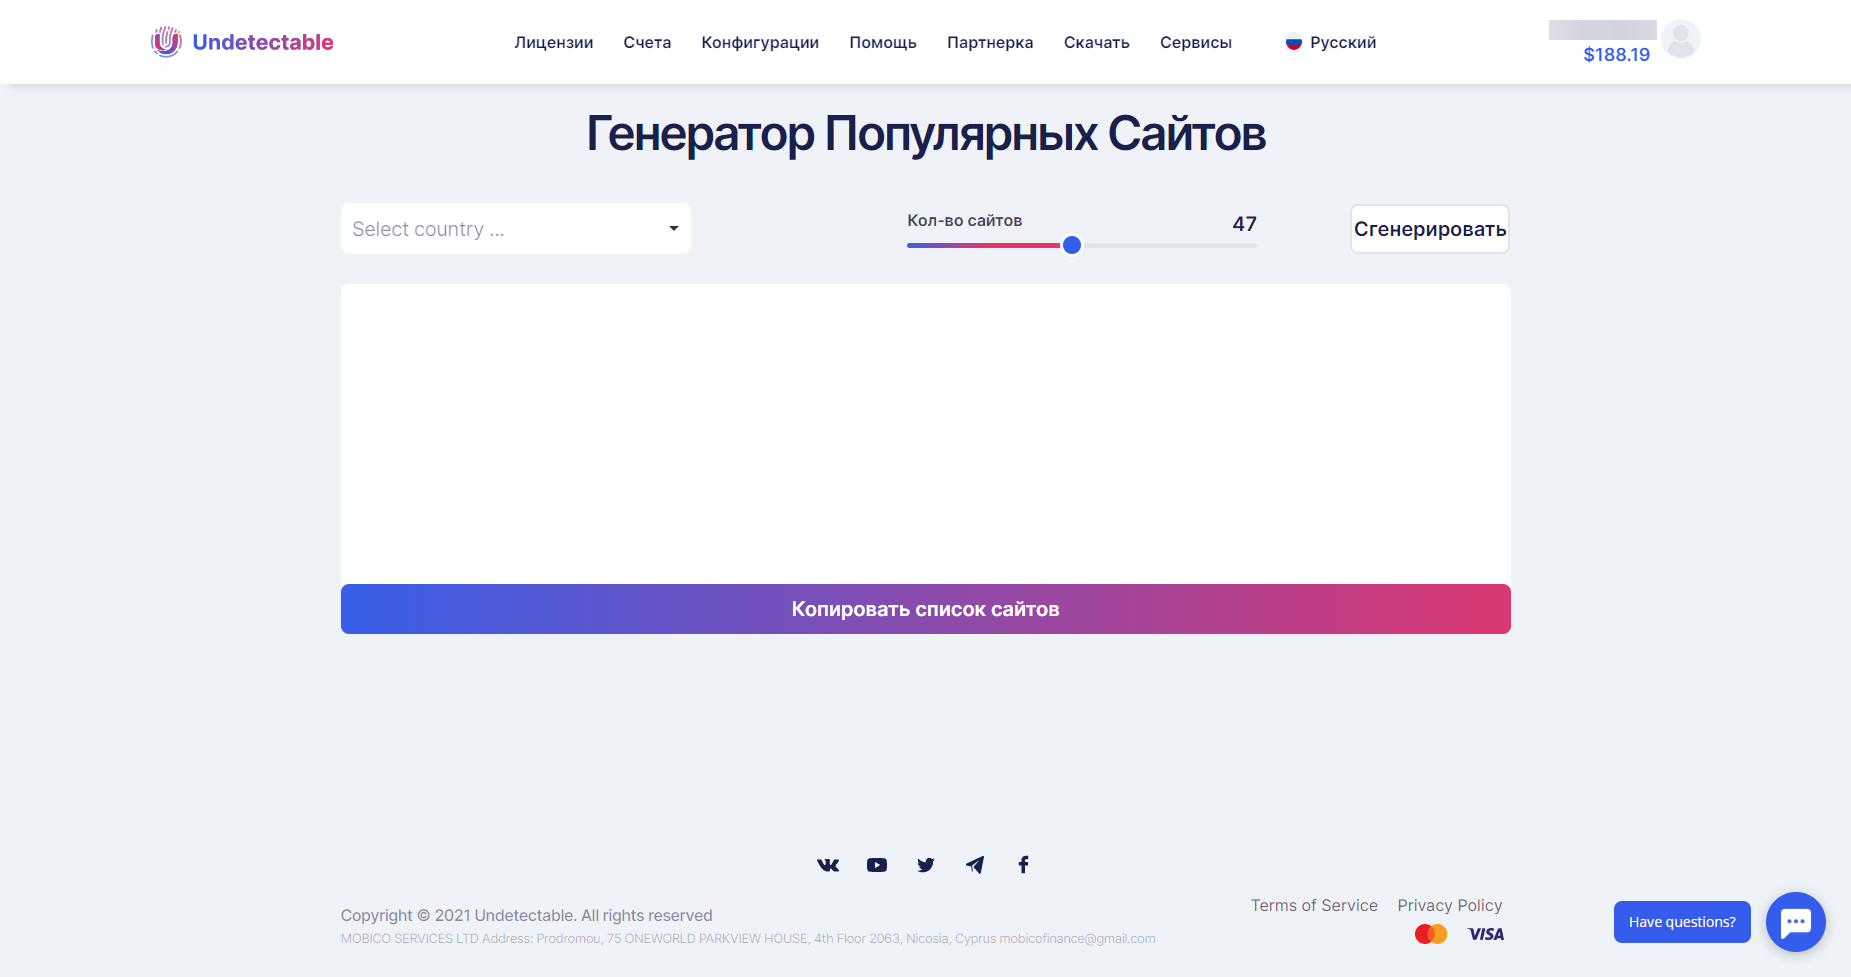 Undetectable
Лицензии Счета Конфигурации Помощь Партнерка Скачать Сервисы Русский
$188.19
Генератор Популярных Сайтов
Select country ...
Кол-во сайтов 47
Сгенерировать
Копировать список сайтов
Terms of Service Privacy Policy
Copyright © 2021 Undetectable. All rights reserved
MOBICO SERVICES LTD Address: Prodromou, 75 ONEWORLD PARKVIEW HOUSE, 4th Floor 2063, Nicosia, Cyprus mobicofinance@gmail.com
VISA
Have questions?